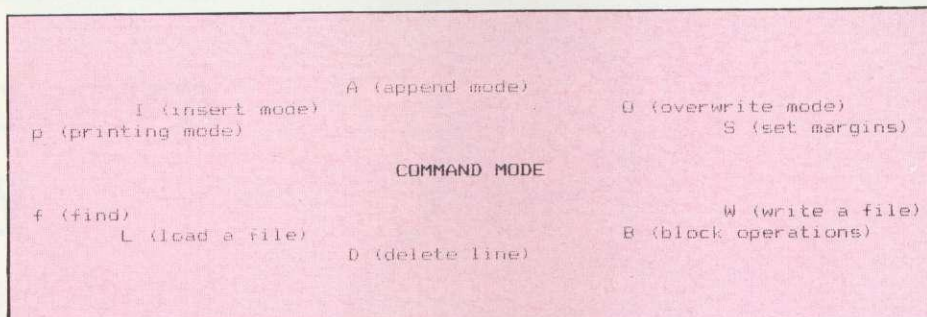 A (append mode)
I (insert mode)
O (overwrite mode)
p (printing mode)
S (set margins)
COMMAND MODE
f (find)
W (write a file)
L (load a file)
B (block operations)
D (delete line)